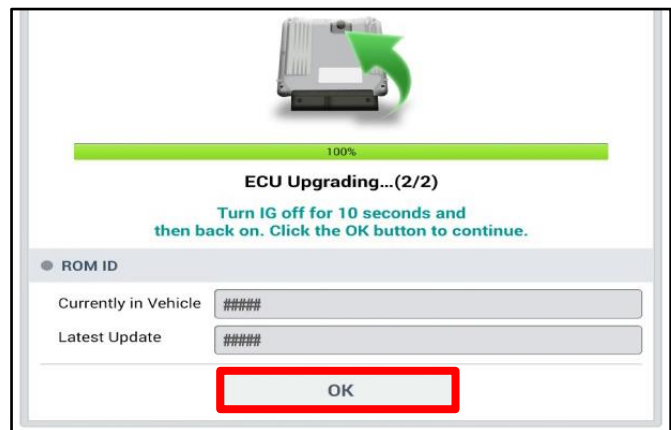 100%
ECU Upgrading...(2/2)
Turn IG off for 10 seconds and
then back on. Click the OK button to continue.
ROM ID
Currently in Vehicle #####
Latest Update #####
OK